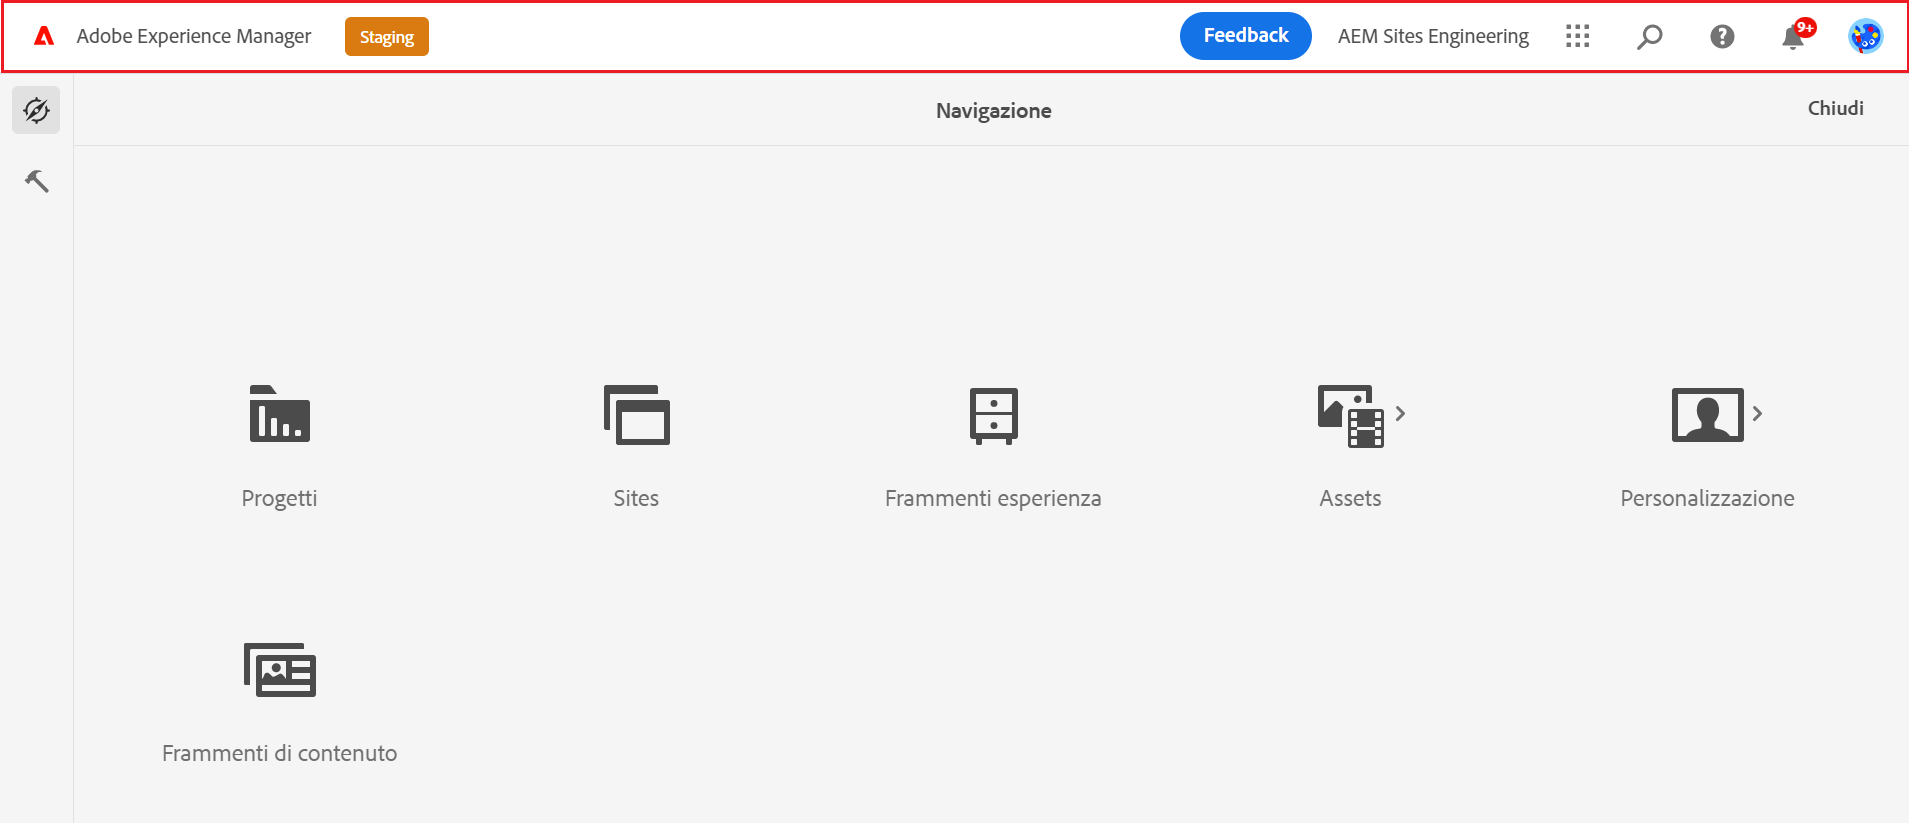 Adobe Experience Manager
Staging
Feedback
AEM Sites Engineering
9+
Navigazione
Chiudi
Progetti
Sites
Frammenti esperienza
Assets
Personalizzazione
Frammenti di contenuto